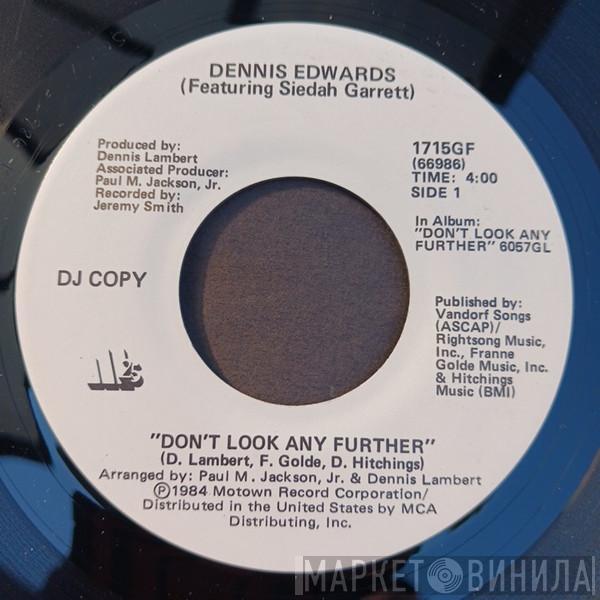 DENNIS EDWARDS
(Featuring Siedah Garrett)
Produced by:
Dennis Lambert
Associated Producer:
Paul M. Jackson, Jr.
Recorded by:
Jeremy Smith
1715GF
(66986)
TIME: 4:00
SIDE 1
In Album:
"DON'T LOOK ANY
FURTHER" 6057GL
DJ COPY
Published by:
Vandorf Songs
(ASCAP)/
Rightsong Music,
Inc., Franne
Golde Music, Inc.
& Hitchings
Music (BMI)
25
"DON'T LOOK ANY FURTHER"
(D. Lambert, F. Golde, D. Hitchings)
Arranged by: Paul M. Jackson, Jr. & Dennis Lambert
Ⓟ1984 Motown Record Corporation/
Distributed in the United States by MCA
Distributing, Inc.
МАРКЕТ ВИНИЛА